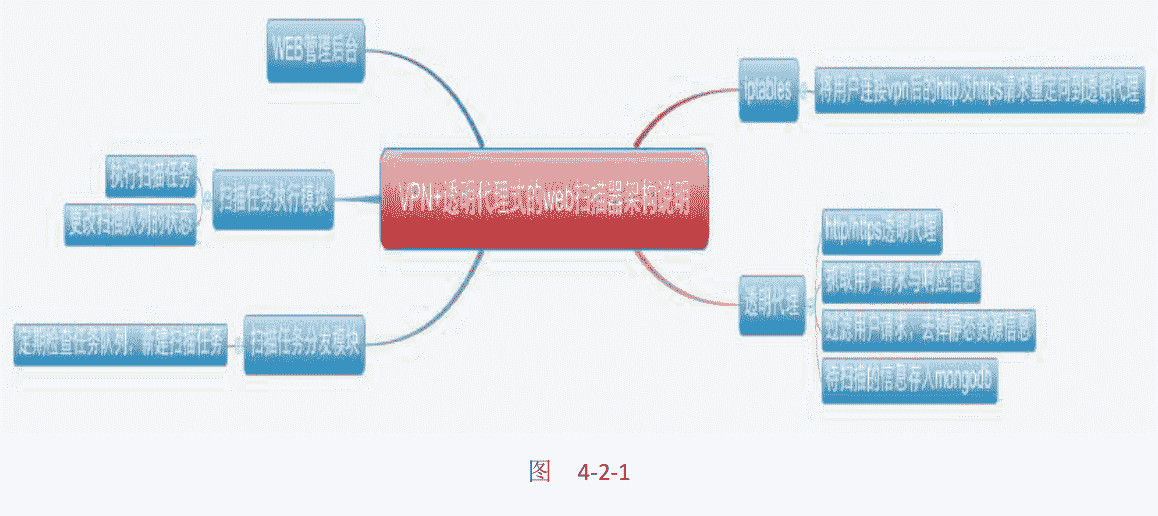 WEB管理后台
iptables
将用户连接vpn后的http及https请求重定向到透明代理
执行扫描任务
扫描任务执行模块
更改扫描队列的状态
VPN+透明代理式的web扫描器架构说明
http/https透明代理
抓取用户请求与响应信息
透明代理
过滤用户请求,去掉静态资源信息
待扫描的信息存入mongodb
定期检查任务队列,新建扫描任务
扫描任务分发模块
图 4-2-1